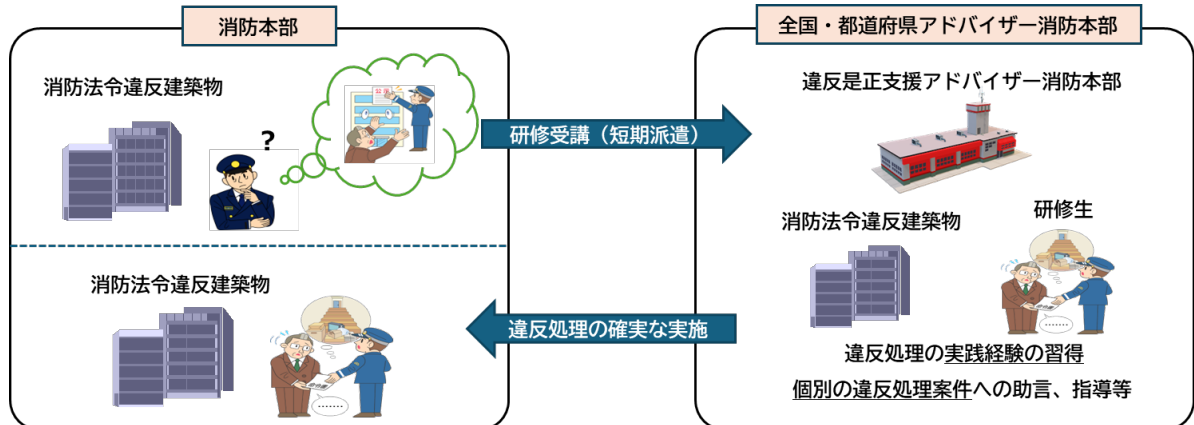 消防本部
消防法令違反建築物
?
消防法令違反建築物
…….
研修受講（短期派遣）
違反処理の確実な実施
全国・都道府県アドバイザー消防本部
違反是正支援アドバイザー消防本部
消防法令違反建築物
研修生
…….
違反処理の実践経験の習得
個別の違反処理案件への助言、指導等